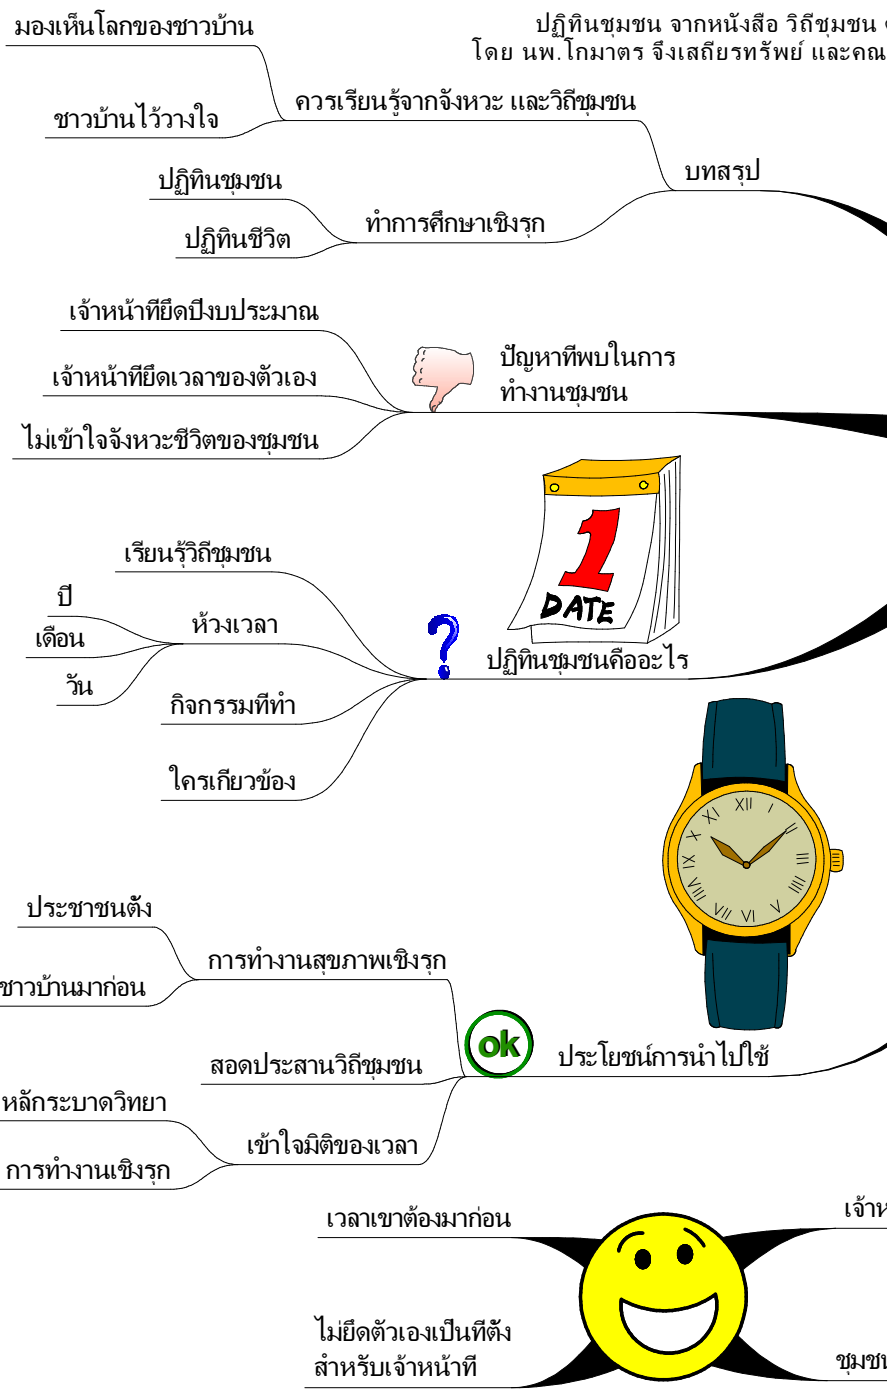 ปฏิทินชุมชน จากหนังสือ วิถีชุมชน
โดย นพ.โกมาตร จึงเสถียรทรัพย์ และคณ
มองเห็นโลกของชาวบ้าน
ชาวบ้านไว้วางใจ
ควรเรียนรู้จากจังหวะ และวิถีชุมชน
บทสรุป
ปฏิทินชุมชน
ปฏิทินชีวิต
ทำการศึกษาเชิงรุก
เจ้าหน้าที่ยึดปีงบประมาณ
เจ้าหน้าที่ยึดเวลาของตัวเอง
ไม่เข้าใจจังหวะชีวิตของชุมชน
ปัญหาที่พบในการ
ทำงานชุมชน
1
DATE
เรียนรู้วิถีชุมชน
ปี
เดือน
วัน
ห้วงเวลา
กิจกรรมที่ทำ
ใครเกี่ยวข้อง
?
ปฏิทินชุมชนคืออะไร
XII I II III IIII V VI VII VIII IX X XI
ประชาชนตั้ง
ชาวบ้านมาก่อน
การทำงานสุขภาพเชิงรุก
สอดประสานวิถีชุมชน
ok
ประโยชน์การนำไปใช้
หลักระบาดวิทยา
การทำงานเชิงรุก
เข้าใจมิติของเวลา
เวลาเขาต้องมาก่อน
ไม่ยึดตัวเองเป็นที่ตั้ง
สำหรับเจ้าหน้าที่
เจ้าห
ชุมชน